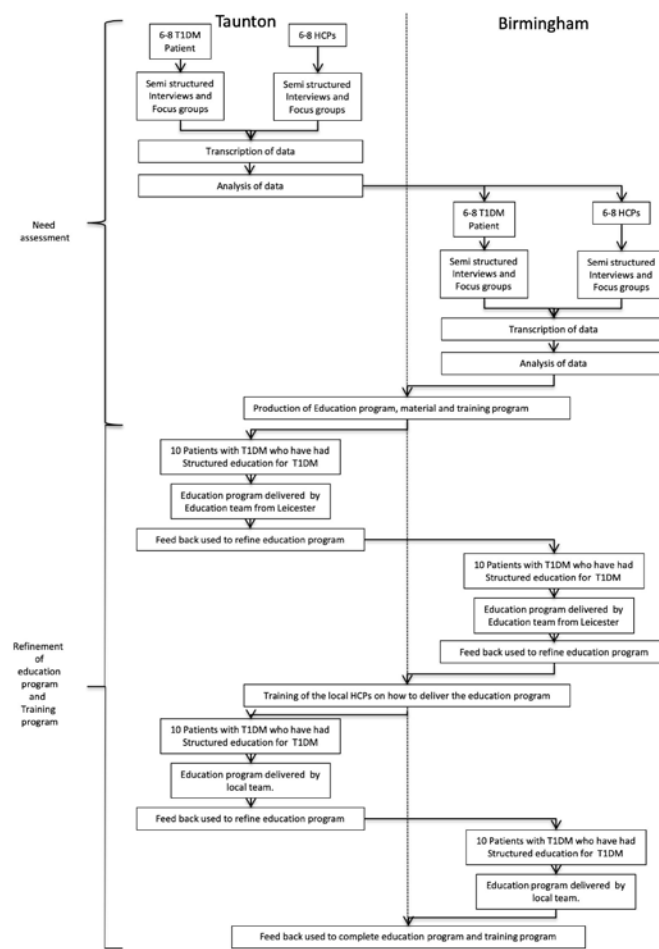 Taunton
Birmingham
6-8 T1DM
Patient
6-8 HCPs
Semi structured
Interviews and
Focus groups
Semi structured
Interviews and
Focus groups
Transcription of data
Analysis of data
Need
assessment
6-8 T1DM
Patient
6-8 HCPs
Semi structured
Interviews and
Focus groups
Semi structured
Interviews and
Focus groups
Transcription of data
Analysis of data
Production of Education program, material and training program
10 Patients with T1DM who have had
Structured education for T1DM
Education program delivered by
Education team from Leicester
Feed back used to refine education program
10 Patients with T1DM who have had
Structured education for T1DM
Education program delivered by
Education team from Leicester
Feed back used to refine education program
Refinement
of
education
program
and
Training
program
Training of the local HCPs on how to deliver the education program
10 Patients with T1DM who have had
Structured education for T1DM
Education program delivered by
local team.
Feed back used to refine education program
10 Patients with T1DM who have had
Structured education for T1DM
Education program delivered by
local team.
Feed back used to complete education program and training program